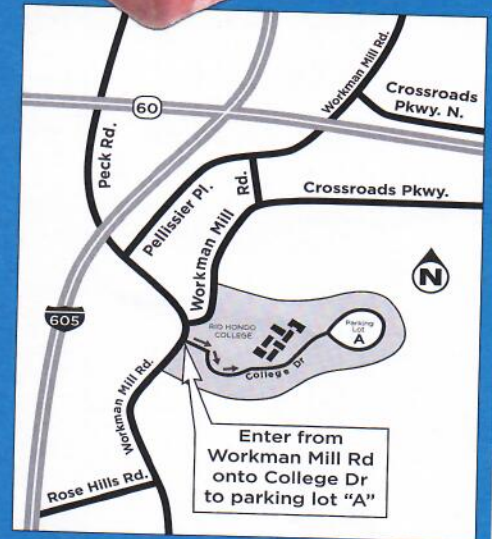 60
Workman Mill Rd.
Crossroads
Pkwy. N.
Peck Rd.
Pellissier Pl.
Workman Mill Rd.
Crossroads Pkwy.
N
605
RIO HONDO
COLLEGE
Parking
Lot
A
College Dr
Workman Mill Rd.
Rose Hills Rd.
Enter from
Workman Mill Rd
onto College Dr
to parking lot "A"